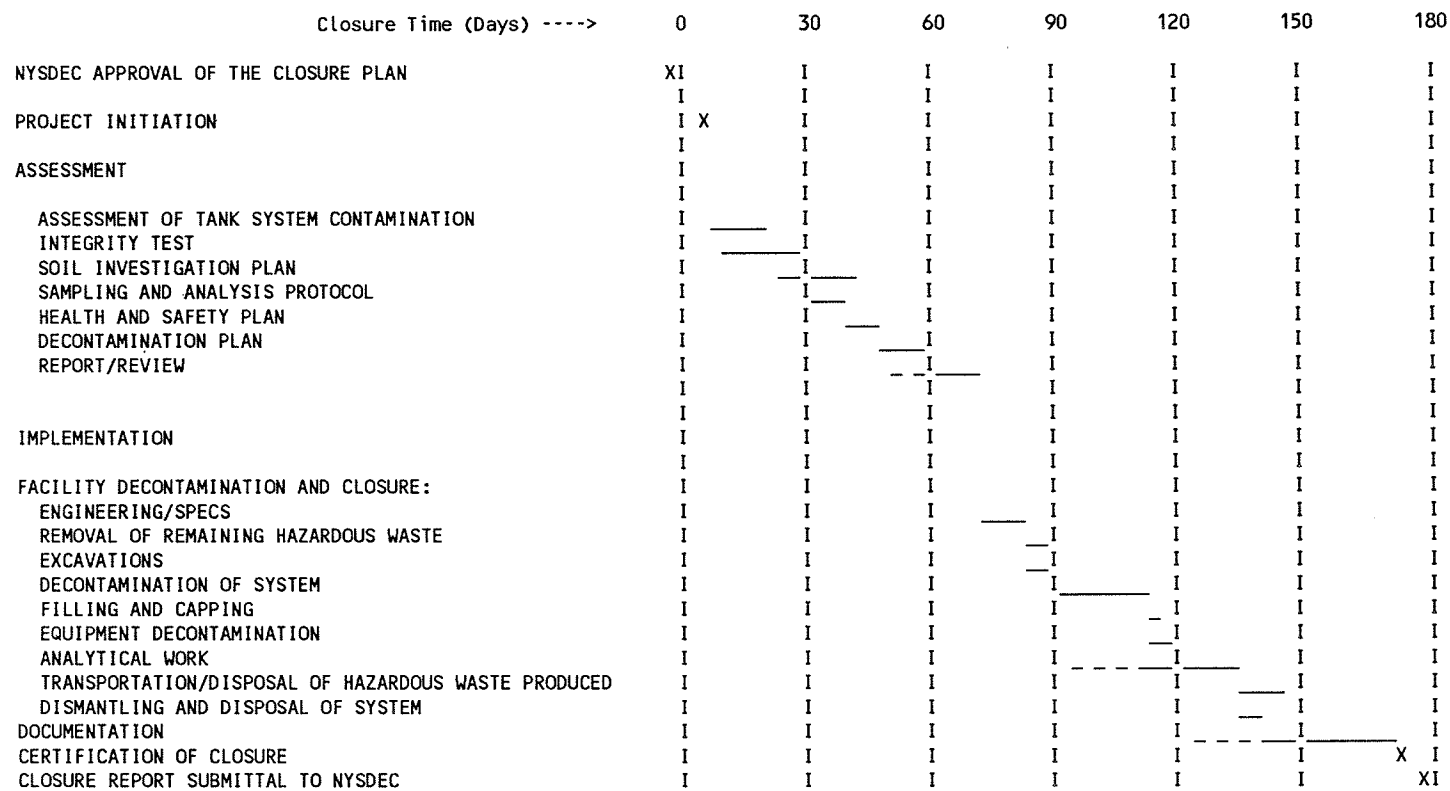 Closure Time (Days) ----> 0 30 60 90 120 150 180
NYSDEC APPROVAL OF THE CLOSURE PLAN XI I I I I I I
I I I I I I I
PROJECT INITIATION I X I I I I I I
I I I I I I I
ASSESSMENT I I I I I I I
I I I I I I I
ASSESSMENT OF TANK SYSTEM CONTAMINATION I I I I I I I
INTEGRITY TEST I I I I I I I
SOIL INVESTIGATION PLAN I I I I I I I
SAMPLING AND ANALYSIS PROTOCOL I I I I I I I
HEALTH AND SAFETY PLAN I I I I I I I
DECONTAMINATION PLAN I I I I I I I
REPORT/REVIEW I I I I I I I
I I I I I I I
I I I I I I I
IMPLEMENTATION I I I I I I I
I I I I I I I
FACILITY DECONTAMINATION AND CLOSURE: I I I I I I I
ENGINEERING/SPECS I I I I I I I
REMOVAL OF REMAINING HAZARDOUS WASTE I I I I I I I
EXCAVATIONS I I I I I I I
DECONTAMINATION OF SYSTEM I I I I I I I
FILLING AND CAPPING I I I I I I I
EQUIPMENT DECONTAMINATION I I I I I I I
ANALYTICAL WORK I I I I I I I
TRANSPORTATION/DISPOSAL OF HAZARDOUS WASTE PRODUCED I I I I I I I
DISMANTLING AND DISPOSAL OF SYSTEM I I I I I I I
DOCUMENTATION I I I I I I I
CERTIFICATION OF CLOSURE I I I I I I X I
CLOSURE REPORT SUBMITTAL TO NYSDEC I I I I I I XI